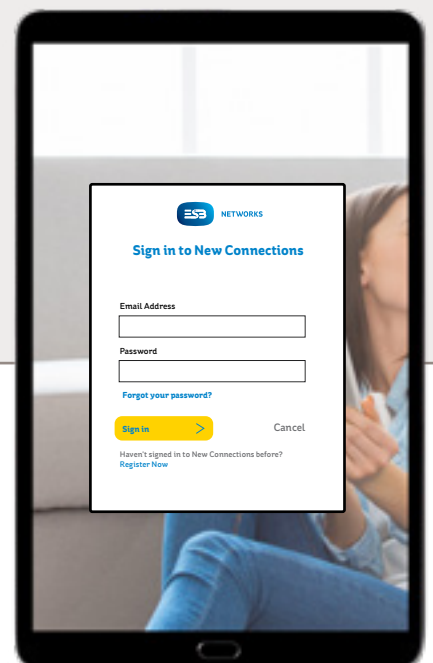 ESB NETWORKS
Sign in to New Connections
Email Address
Password
Forgot your password?
Sign in
Cancel
Haven't signed in to New Connections before?
Register Now